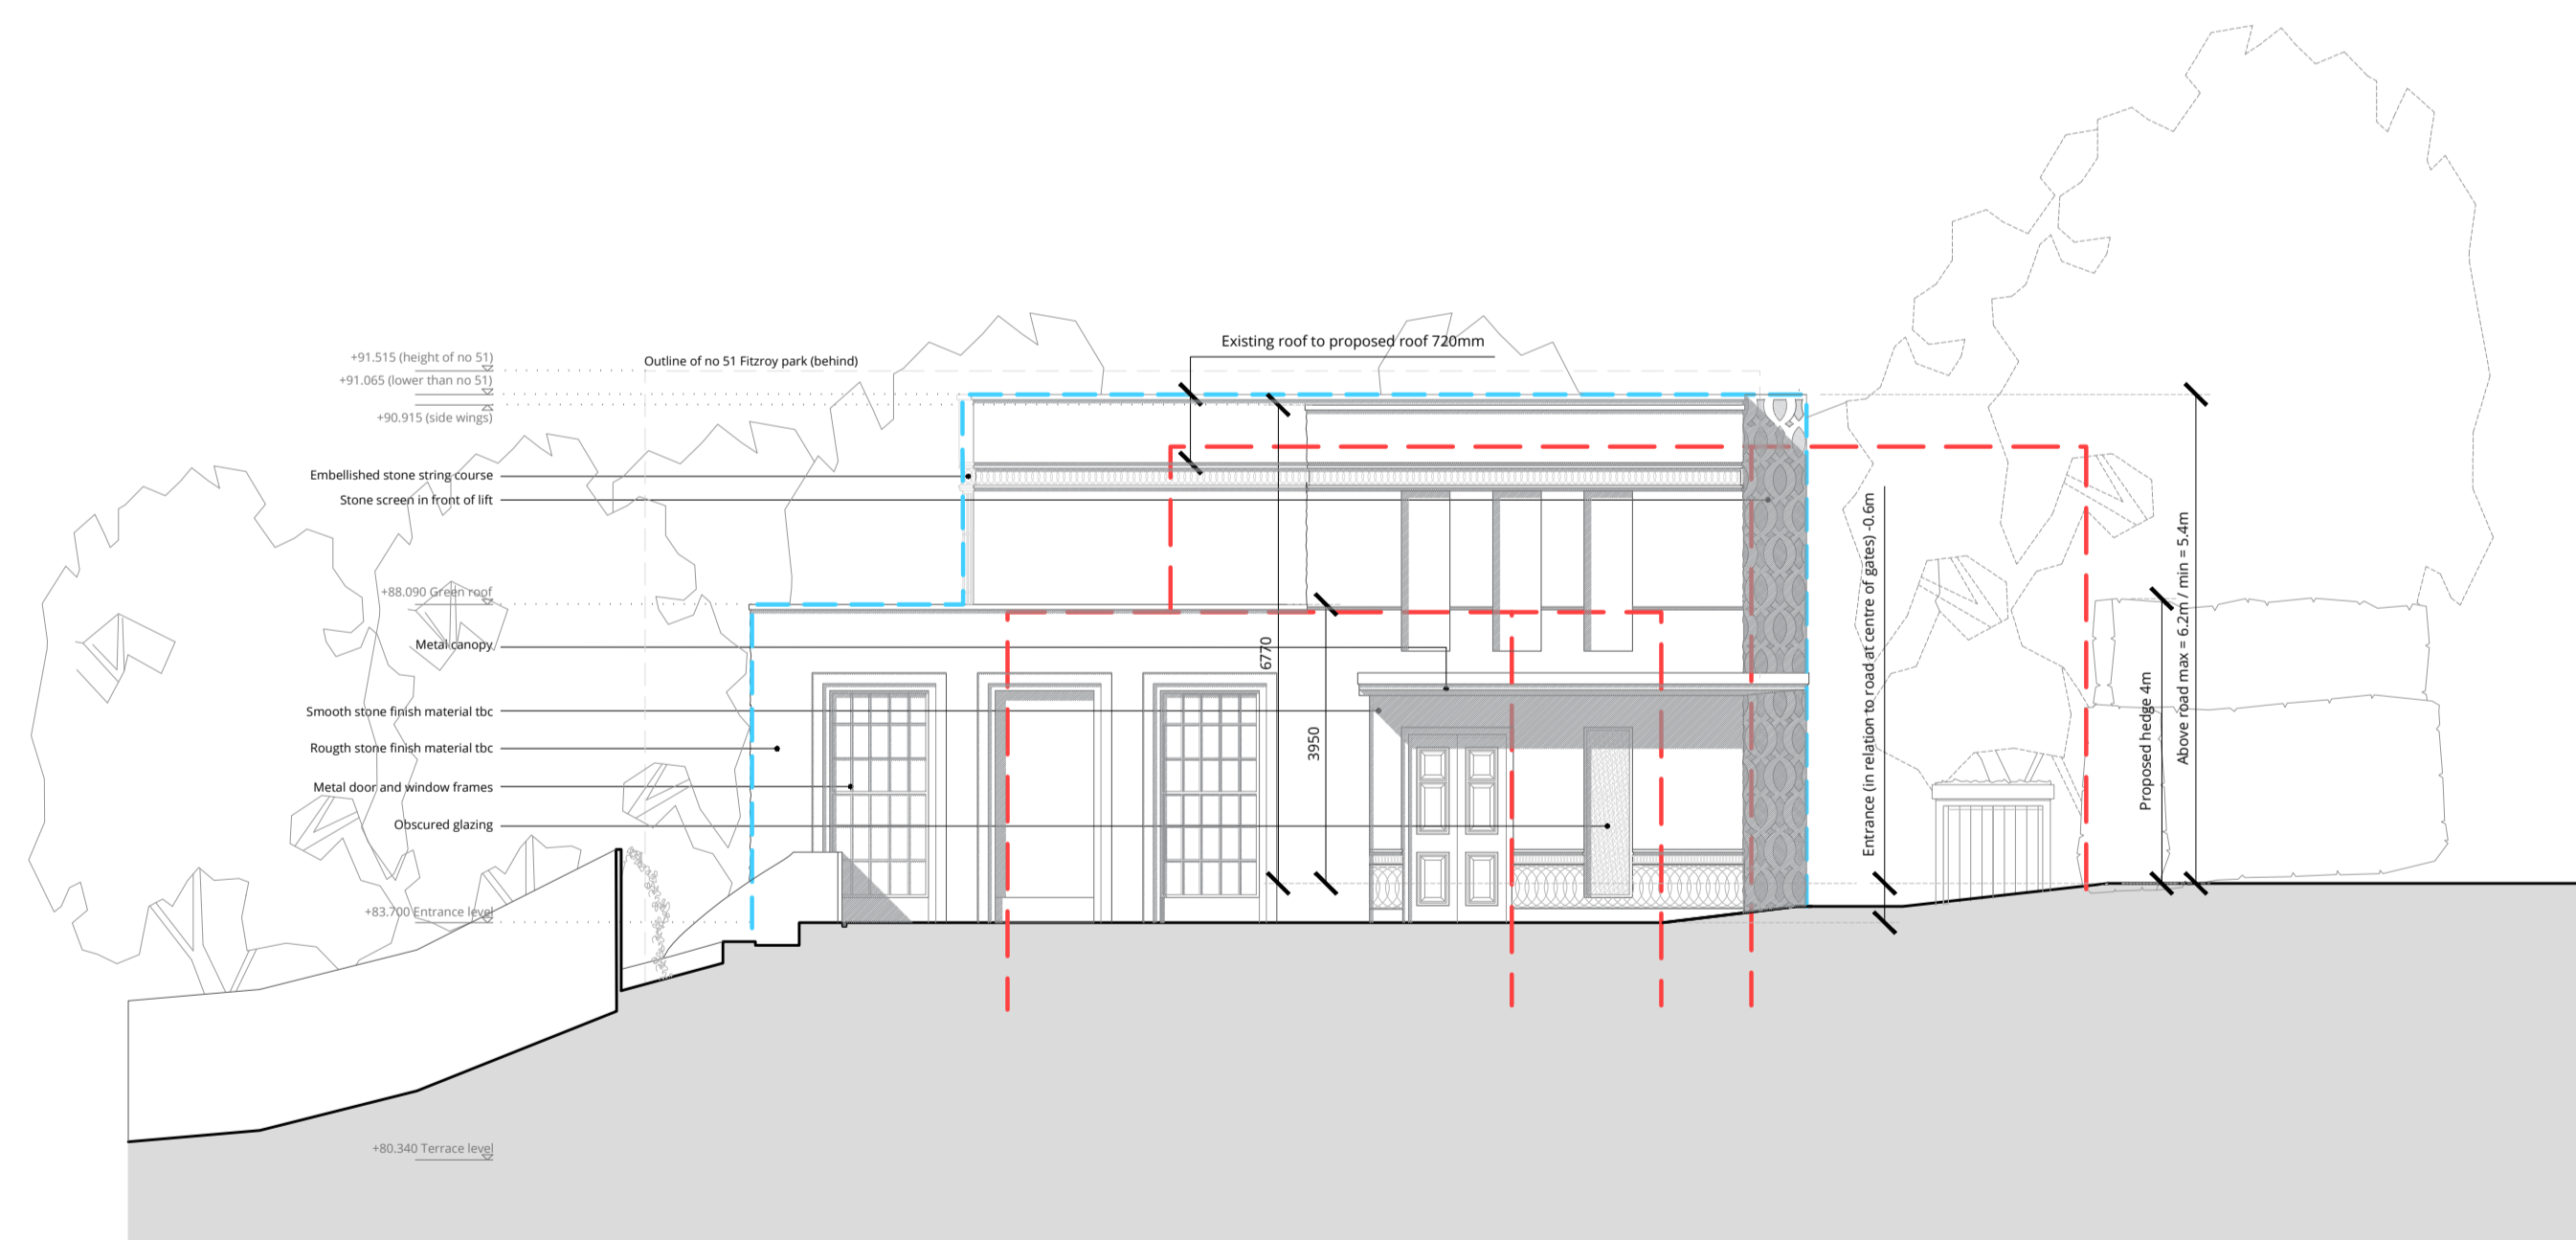 Existing roof to proposed roof 720mm
+91.515 (height of no 51)
Outline of no 51 Fitzroy park (behind)
+91.065 (lower than no 51)
+90.915 (side wings)
Embellished stone string course
Stone screen in front of lift
+88.090 Green roof
Metal canopy
Smooth stone finish material tbc
Rougth stone finish material tbc
Metal door and window frames
Obscured glazing
+83.700 Entrance level
+80.340 Terrace level
6770
3950
Entrance (in relation to road at centre of gates) -0.6m
Proposed hedge 4m
Above road max = 6.2m / min = 5.4m